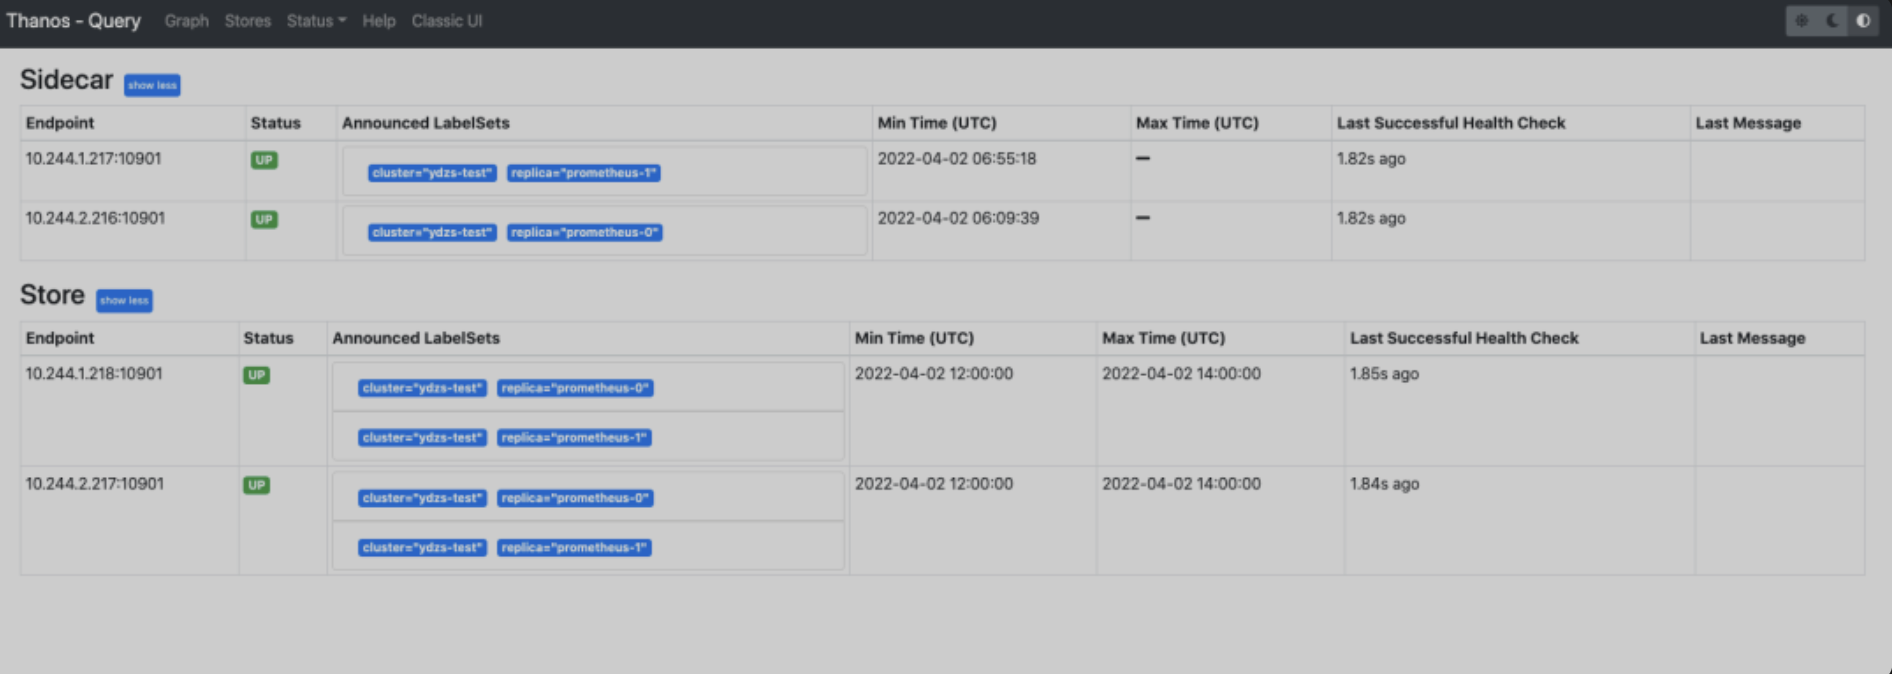 Thanos - Query Graph Stores Status Help Classic UI
Sidecar show less
Endpoint Status Announced LabelSets Min Time (UTC) Max Time (UTC) Last Successful Health Check Last Message
10.244.1.217:10901 UP cluster="ydzs-test" replica="prometheus-1" 2022-04-02 06:55:18 — 1.82s ago
10.244.2.216:10901 UP cluster="ydzs-test" replica="prometheus-0" 2022-04-02 06:09:39 — 1.82s ago
Store show less
Endpoint Status Announced LabelSets Min Time (UTC) Max Time (UTC) Last Successful Health Check Last Message
10.244.1.218:10901 UP cluster="ydzs-test" replica="prometheus-0" 2022-04-02 12:00:00 2022-04-02 14:00:00 1.85s ago
cluster="ydzs-test" replica="prometheus-1"
10.244.2.217:10901 UP cluster="ydzs-test" replica="prometheus-0" 2022-04-02 12:00:00 2022-04-02 14:00:00 1.84s ago
cluster="ydzs-test" replica="prometheus-1"